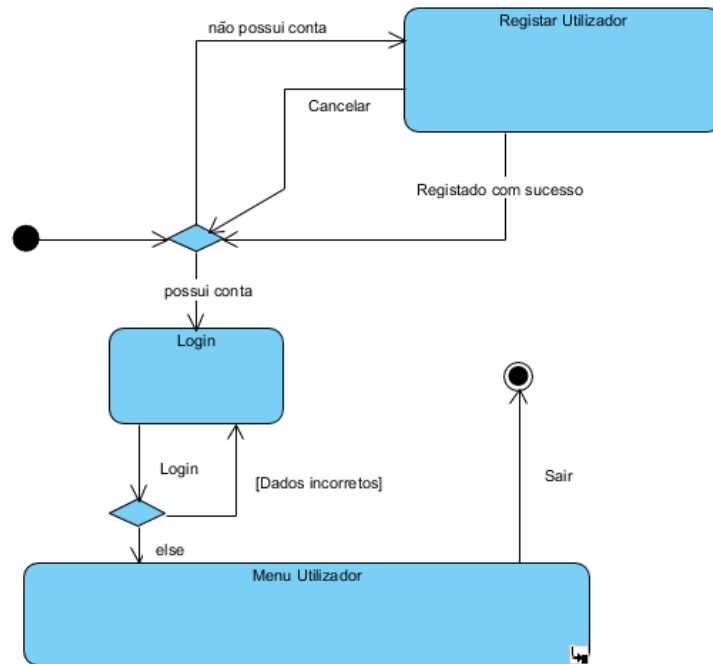 não possui conta
Registar Utilizador
Cancelar
Registado com sucesso
possui conta
Login
Login
[Dados incorretos]
Sair
else
Menu Utilizador